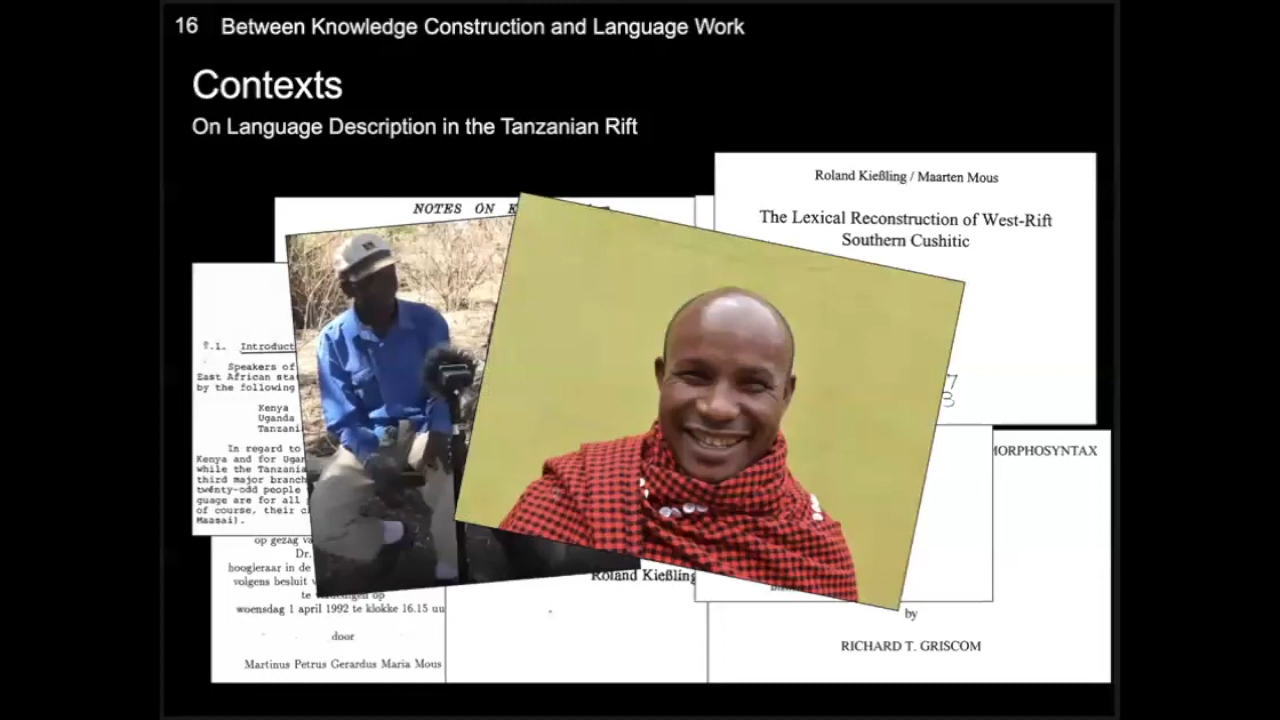 16 Between Knowledge Construction and Language Work
Contexts
On Language Description in the Tanzanian Rift
Roland Kießling / Maarten Mous
The Lexical Reconstruction of West-Rift
Southern Cushitic
NOTES ON K
.1. Introduct
Speakers of
East African sta
by the following
Kenya
Uganda
Tanzani
In regard to
Kenya and for Ugan
while the Tanzania
third major branch
twenty-odd people
guage are for all
of course, their c
Maasai).
op gezag va
Dr.
hoogleraar in de
volgens besluit v
op
woensdag 1 april 1992 te klokke 16.15 uu
door
Martinus Petrus Gerardus Maria Mous
Roland Kießling
MORPHOSYNTAX
by
RICHARD T. GRISCOM